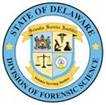 STATE OF DELAWARE
DIVISION OF FORENSIC SCIENCE